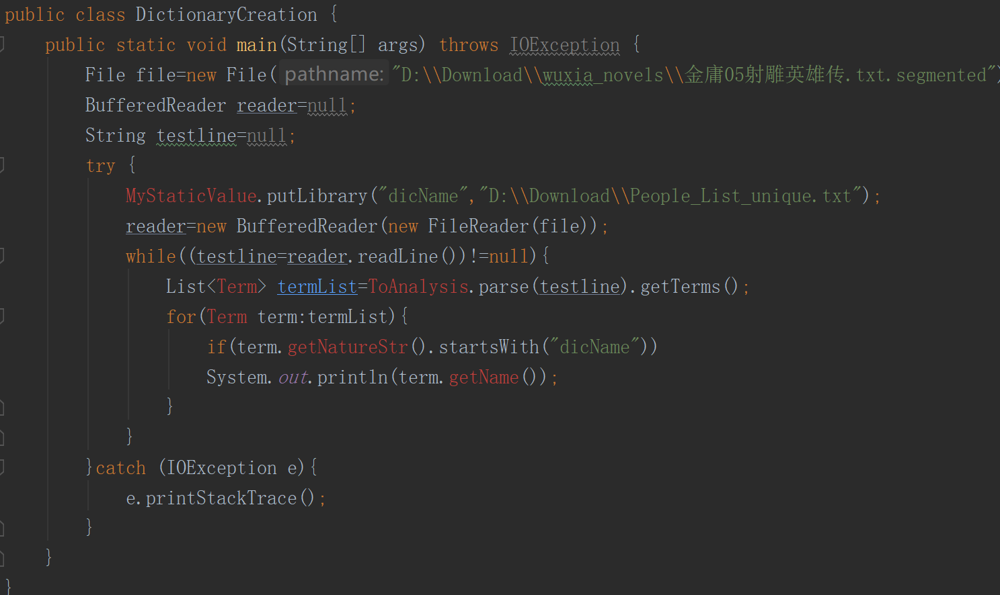 public class DictionaryCreation {
public static void main(String[] args) throws IOException {
File file=new File( pathname: "D:\\Download\\wuxia_novels\\金庸05射雕英雄传.txt.segmented")
BufferedReader reader=null;
String testline=null;
try {
MyStaticValue.putLibrary("dicName","D:\\Download\\People_List_unique.txt");
reader=new BufferedReader(new FileReader(file));
while((testline=reader.readLine())!=null){
List<Term> termList=ToAnalysis.parse(testline).getTerms();
for(Term term:termList){
if(term.getNatureStr().startsWith("dicName"))
System.out.println(term.getName());
}
}
}catch (IOException e){
e.printStackTrace();
}
}
}